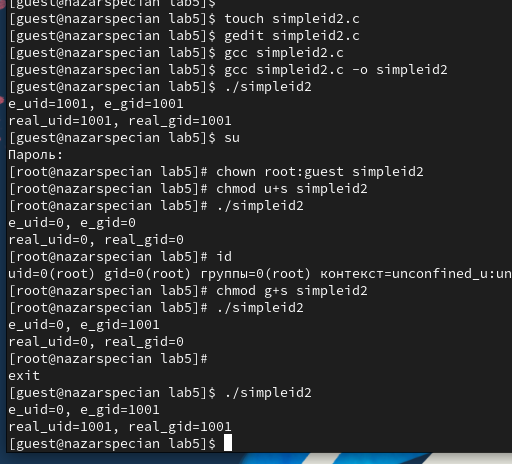 [guest@nazarspecian lab5]$
[guest@nazarspecian lab5]$ touch simpleid2.c
[guest@nazarspecian lab5]$ gedit simpleid2.c
[guest@nazarspecian lab5]$ gcc simpleid2.c
[guest@nazarspecian lab5]$ gcc simpleid2.c -o simpleid2
[guest@nazarspecian lab5]$ ./simpleid2
e_uid=1001, e_gid=1001
real_uid=1001, real_gid=1001
[guest@nazarspecian lab5]$ su
Пароль:
[root@nazarspecian lab5]# chown root:guest simpleid2
[root@nazarspecian lab5]# chmod u+s simpleid2
[root@nazarspecian lab5]# ./simpleid2
e_uid=0, e_gid=0
real_uid=0, real_gid=0
[root@nazarspecian lab5]# id
uid=0(root) gid=0(root) группы=0(root) контекст=unconfined_u:un
[root@nazarspecian lab5]# chmod g+s simpleid2
[root@nazarspecian lab5]# ./simpleid2
e_uid=0, e_gid=1001
real_uid=0, real_gid=0
[root@nazarspecian lab5]#
exit
[guest@nazarspecian lab5]$ ./simpleid2
e_uid=0, e_gid=1001
real_uid=1001, real_gid=1001
[guest@nazarspecian lab5]$